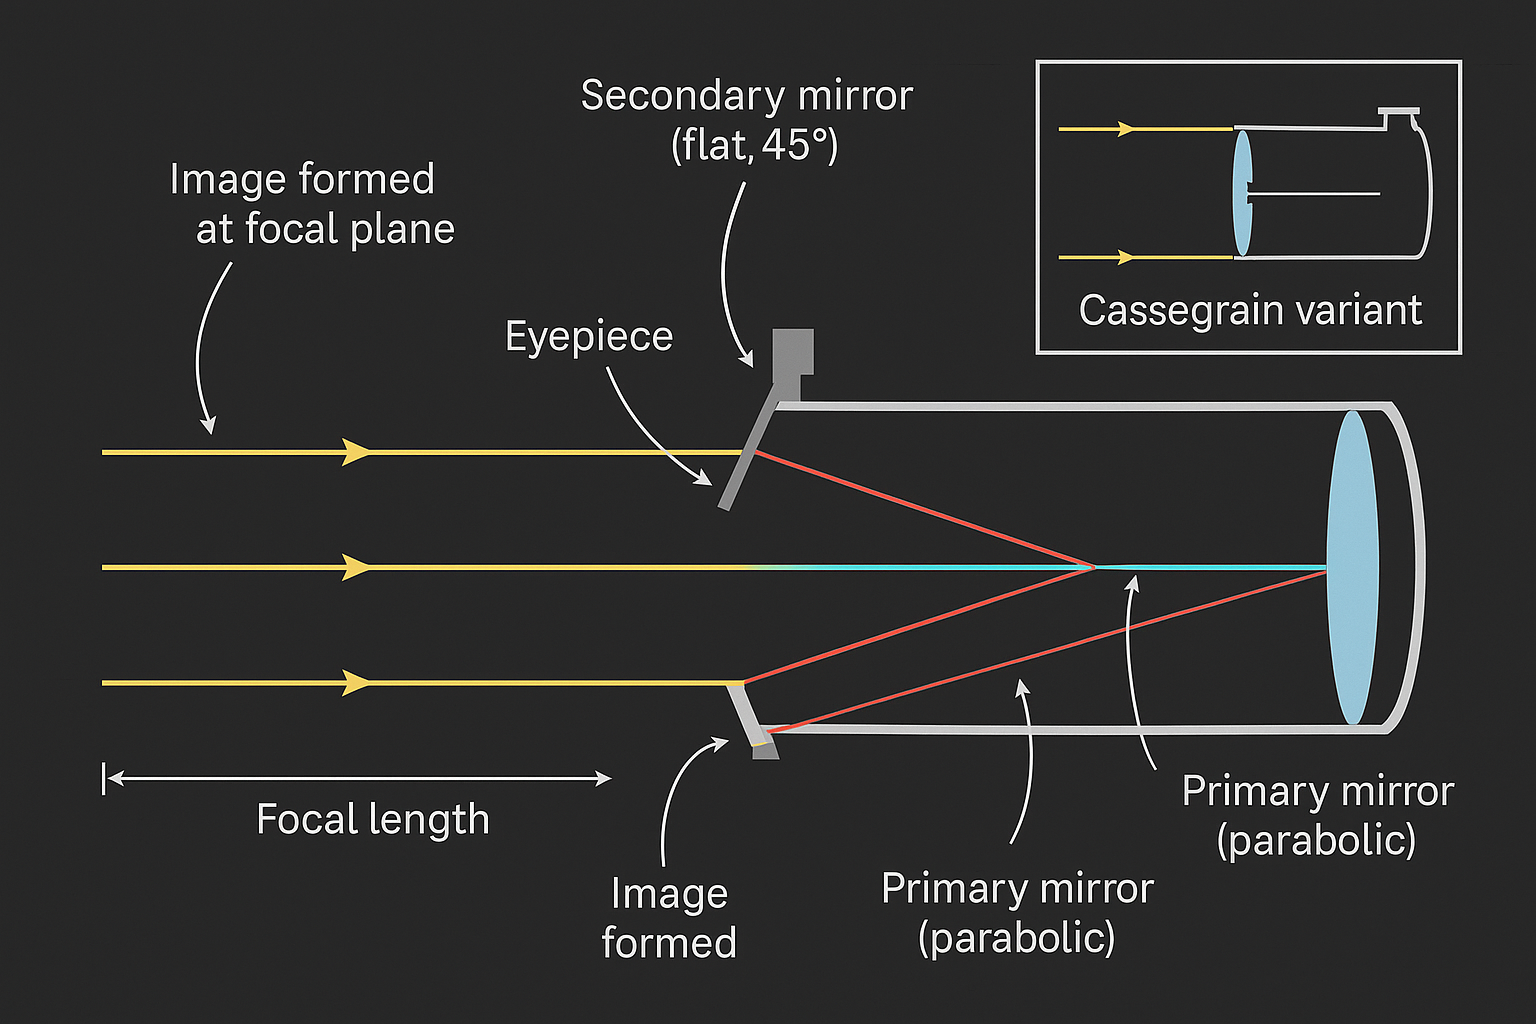 Secondary mirror
(flat, 45°)
Image formed
at focal plane
Eyepiece
Cassegrain variant
Focal length
Image
formed
Primary mirror
(parabolic)
Primary mirror
(parabolic)